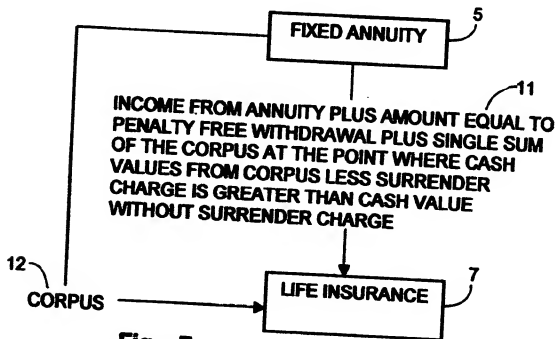 5
FIXED ANNUITY
11
INCOME FROM ANNUITY PLUS AMOUNT EQUAL TO
PENALTY FREE WITHDRAWAL PLUS SINGLE SUM
OF THE CORPUS AT THE POINT WHERE CASH
VALUES FROM CORPUS LESS SURRENDER
CHARGE IS GREATER THAN CASH VALUE
WITHOUT SURRENDER CHARGE
12
CORPUS
7
LIFE INSURANCE